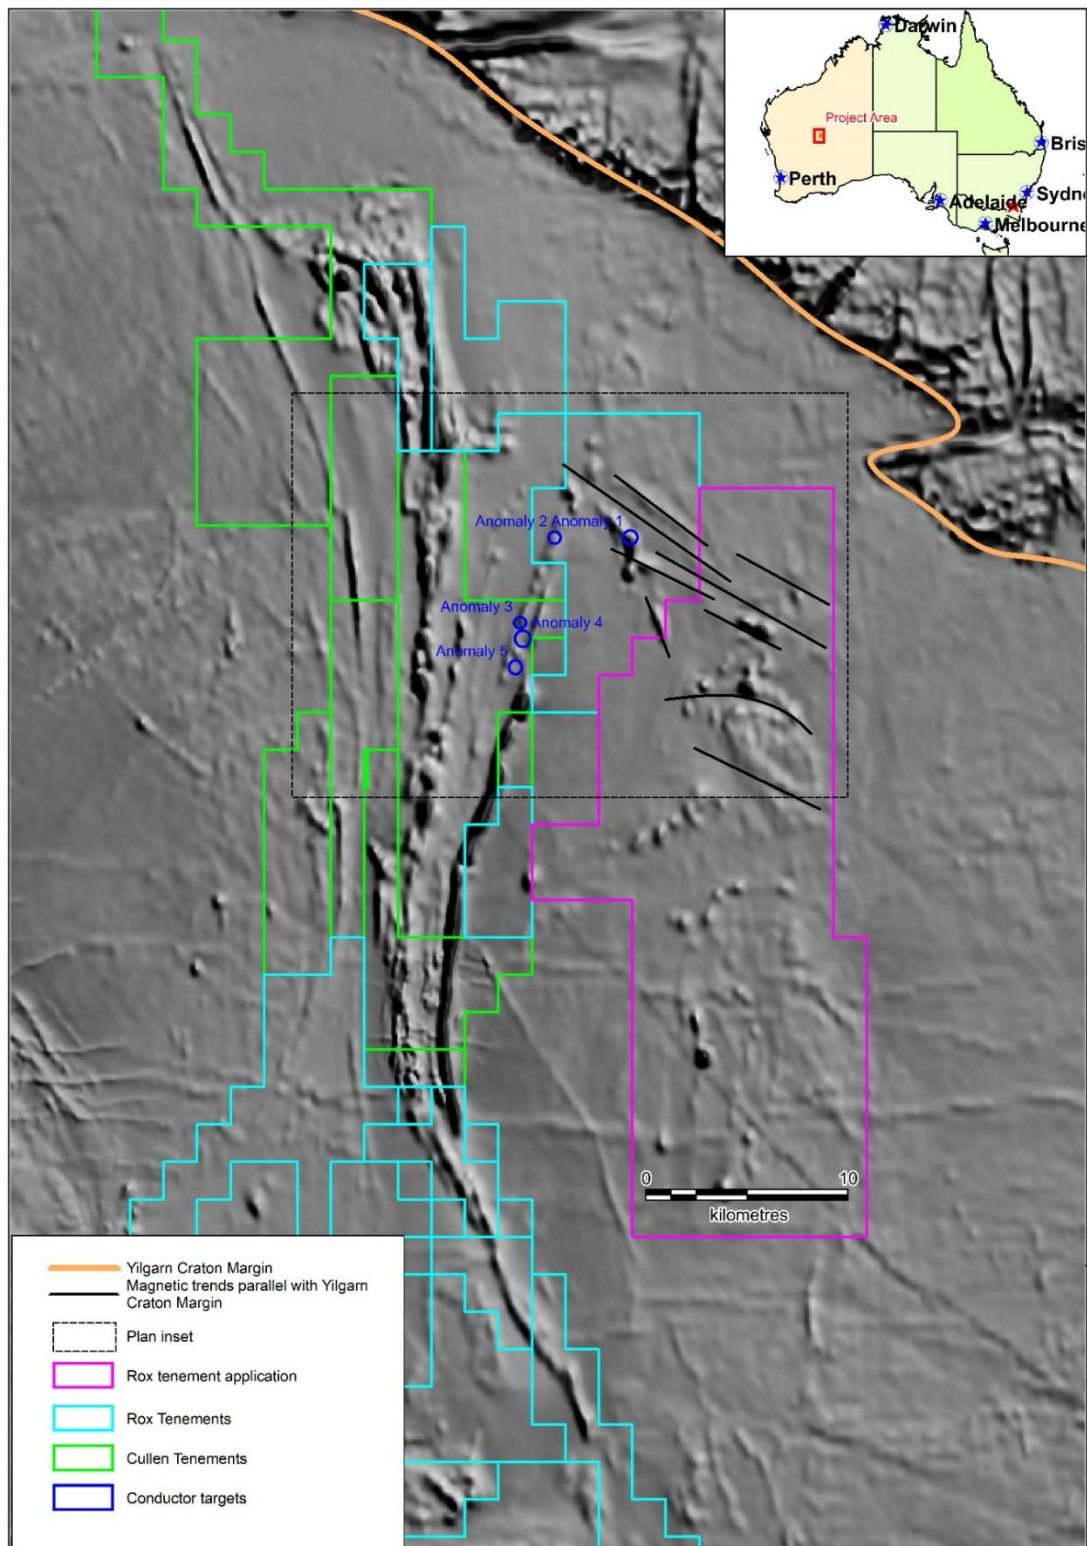 Darwin
Project Area
Bris
Perth
Adelaide
Sydne
Melbourne
Anomaly 2 Anomaly 1
Anomaly 3
Anomaly 4
Anomaly 5
0 10
kilometres
Yilgarn Craton Margin
Magnetic trends parallel with Yilgarn
Craton Margin
Plan inset
Rox tenement application
Rox Tenements
Cullen Tenements
Conductor targets